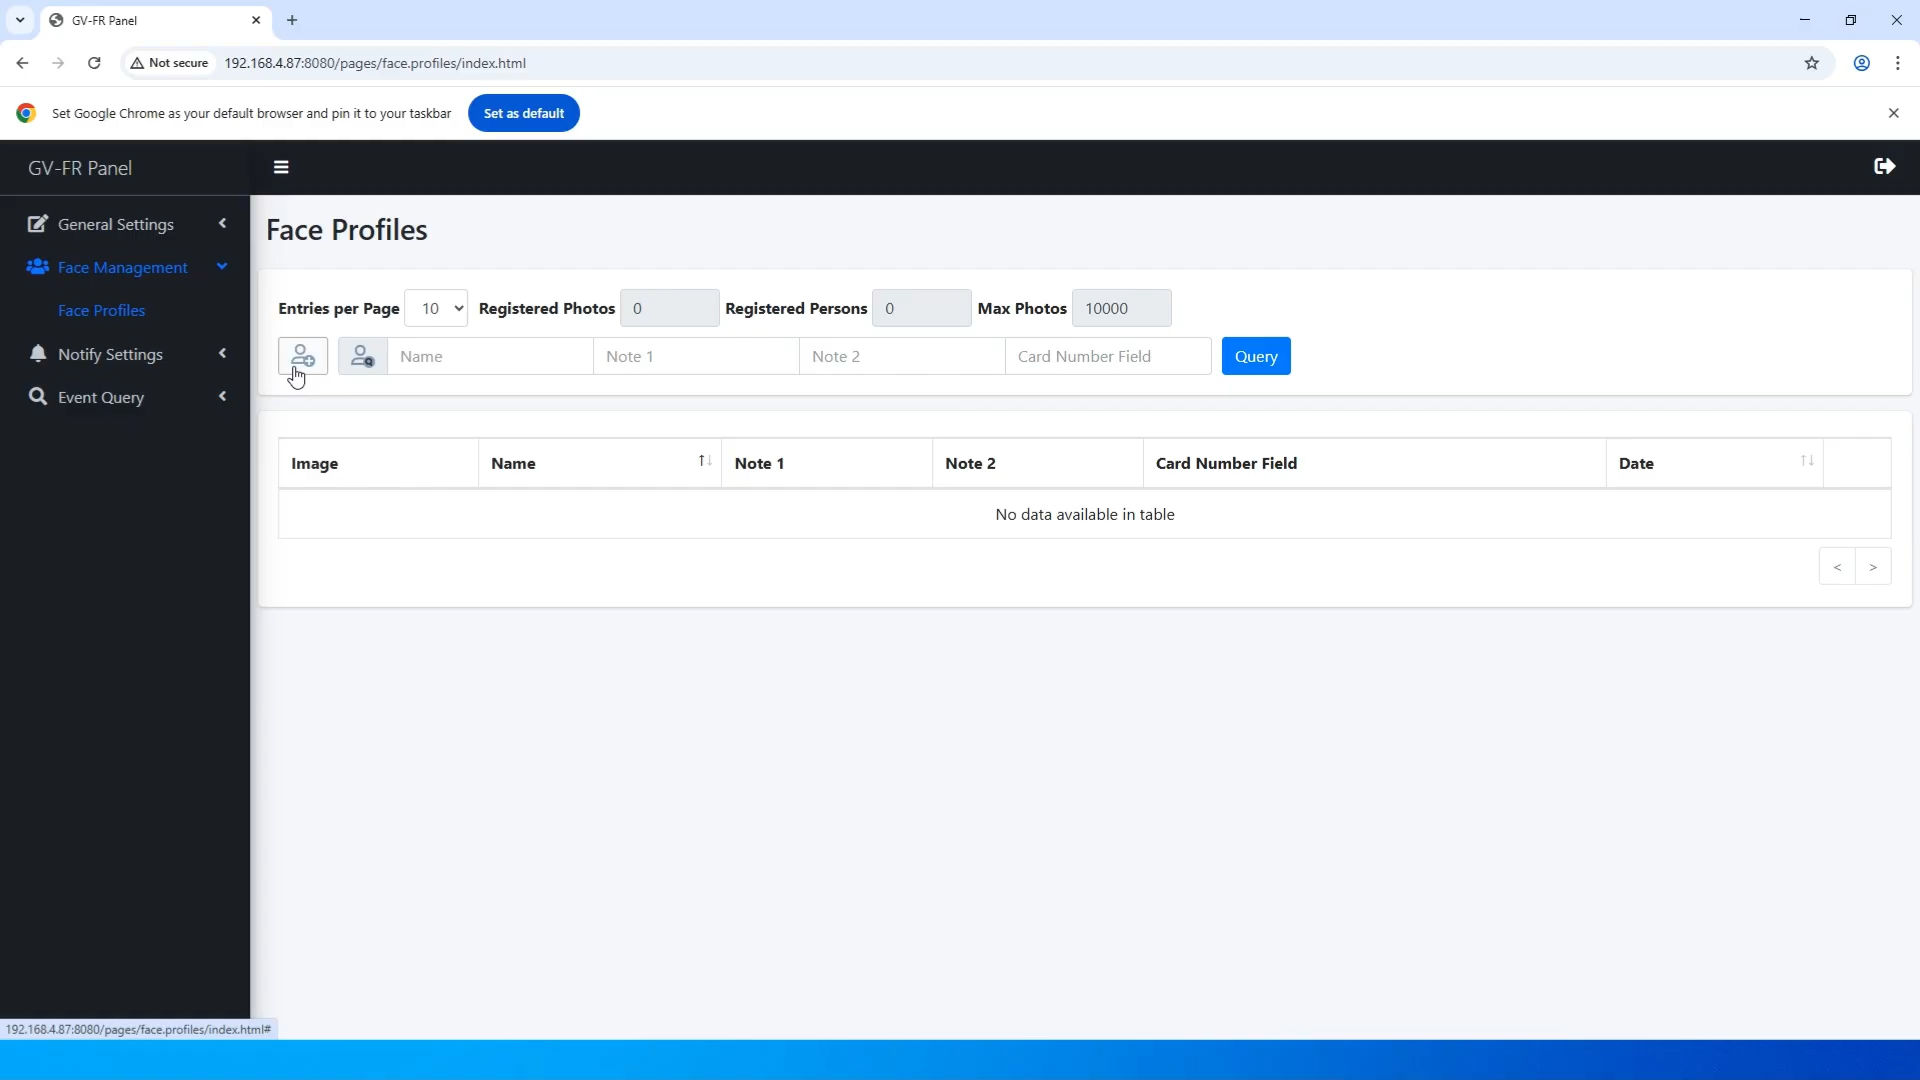 GV-FR Panel
Not secure 192.168.4.87:8080/pages/face.profiles/index.html
Set Google Chrome as your default browser and pin it to your taskbar Set as default
GV-FR Panel
General Settings
Face Management
Face Profiles
Notify Settings
Event Query
Face Profiles
Entries per Page 10 Registered Photos 0 Registered Persons 0 Max Photos 10000
Name Note 1 Note 2 Card Number Field Query
Image Name Note 1 Note 2 Card Number Field Date
No data available in table
< >
192.168.4.87:8080/pages/face.profiles/index.html#